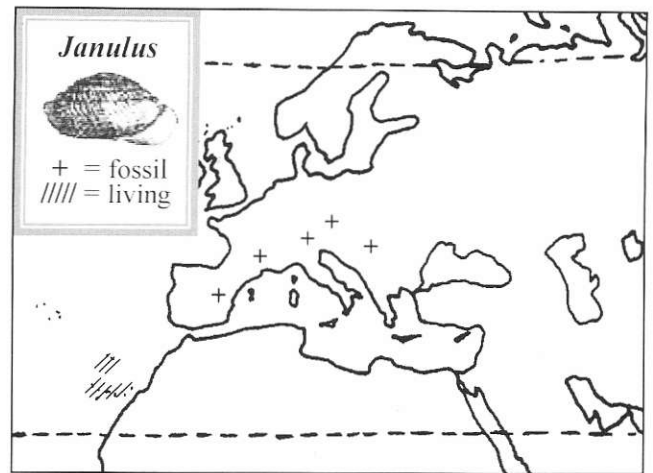 Janulus
+ = fossil
///// = living